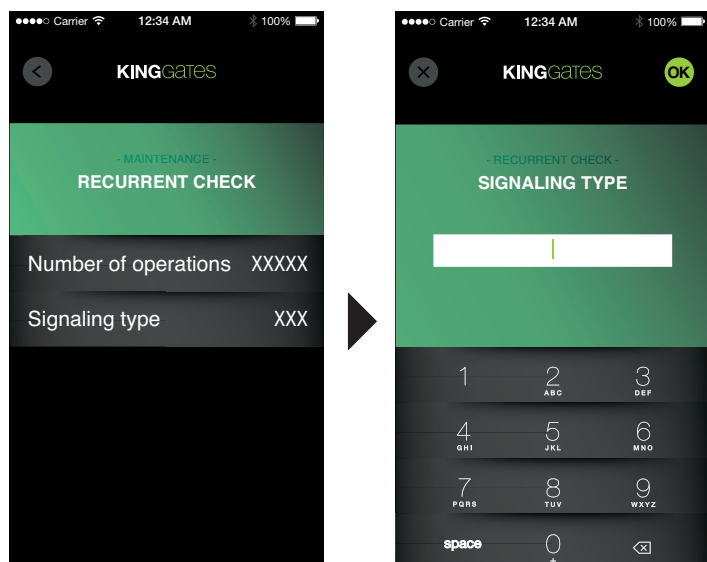 Carrier 12:34 AM 100%
KINGGATES
- MAINTENANCE -
RECURRENT CHECK
Number of operations XXXXX
Signaling type XXX
Carrier 12:34 AM 100%
KINGGATES OK
- RECURRENT CHECK -
SIGNALING TYPE
1 2 3
ABC DEF
4 5 6
GHI JKL MNO
7 8 9
PQRS TUV WXYZ
space 0
+